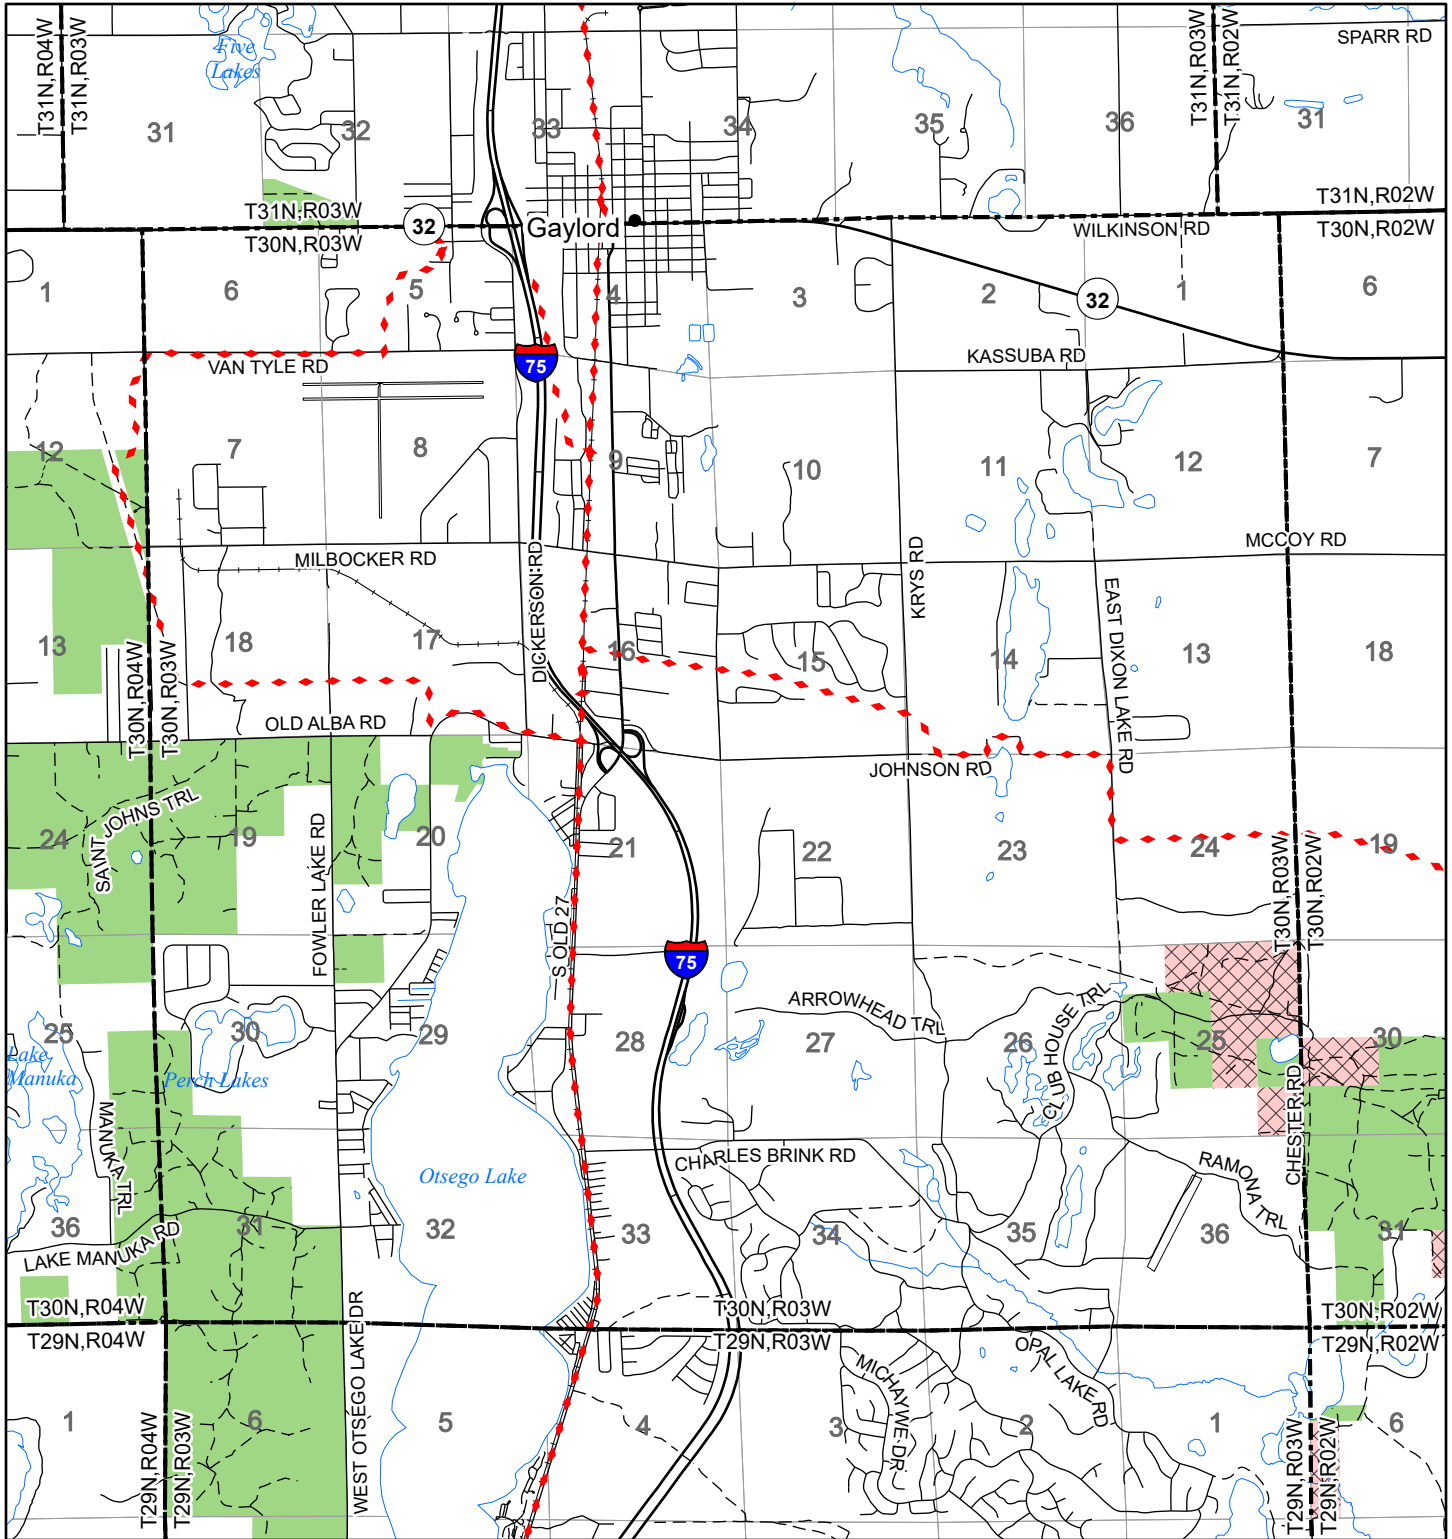 T31N,R04W
T31N,R03W
Five
Lakes
T31N,R03W
T31N,R02W
SPARR RD
31
32
33
34
35
36
31
T31N,R03W
T30N,R03W
32
Gaylord
WILKINSON RD
T31N,R02W
T30N,R02W
1
6
5
4
3
2
32
1
6
VAN TYLE RD
75
KASSUBA RD
12
7
8
9
10
11
12
7
MILBOCKER RD
DICKERSON RD
KRYS RD
MCCOY RD
EAST DIXON LAKE RD
13
18
17
16
15
14
13
18
T30N,R04W
T30N,R03W
OLD ALBA RD
JOHNSON RD
SAINT JOHNS TRL
24
19
FOWLER LAKE RD
20
21
22
23
24
19
T30N,R03W
T30N,R02W
S OLD 27
75
ARROWHEAD TRL
CLUB HOUSE TRL
25
30
29
28
27
26
25
30
Lake
Manuka
Perch Lakes
MANUKA TRL
CHESTER RD
CHARLES BRINK RD
RAMONA TRL
Otsego Lake
36
31
32
33
34
35
36
31
LAKE MANUKA RD
T30N,R04W
T29N,R04W
T30N,R03W
T29N,R03W
T30N,R02W
T29N,R02W
WEST OTSEGO LAKE DR
MICHAYWE DR
OPAL LAKE RD
1
6
5
4
3
2
1
6
T29N,R04W
T29N,R03W
T29N,R03W
T29N,R02W